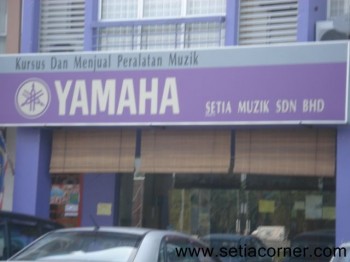 Kursus Dan Menjual Peralatan Muzik
YAMAHA
SETIA MUZIK SDN BHD
www.setiacorner.com